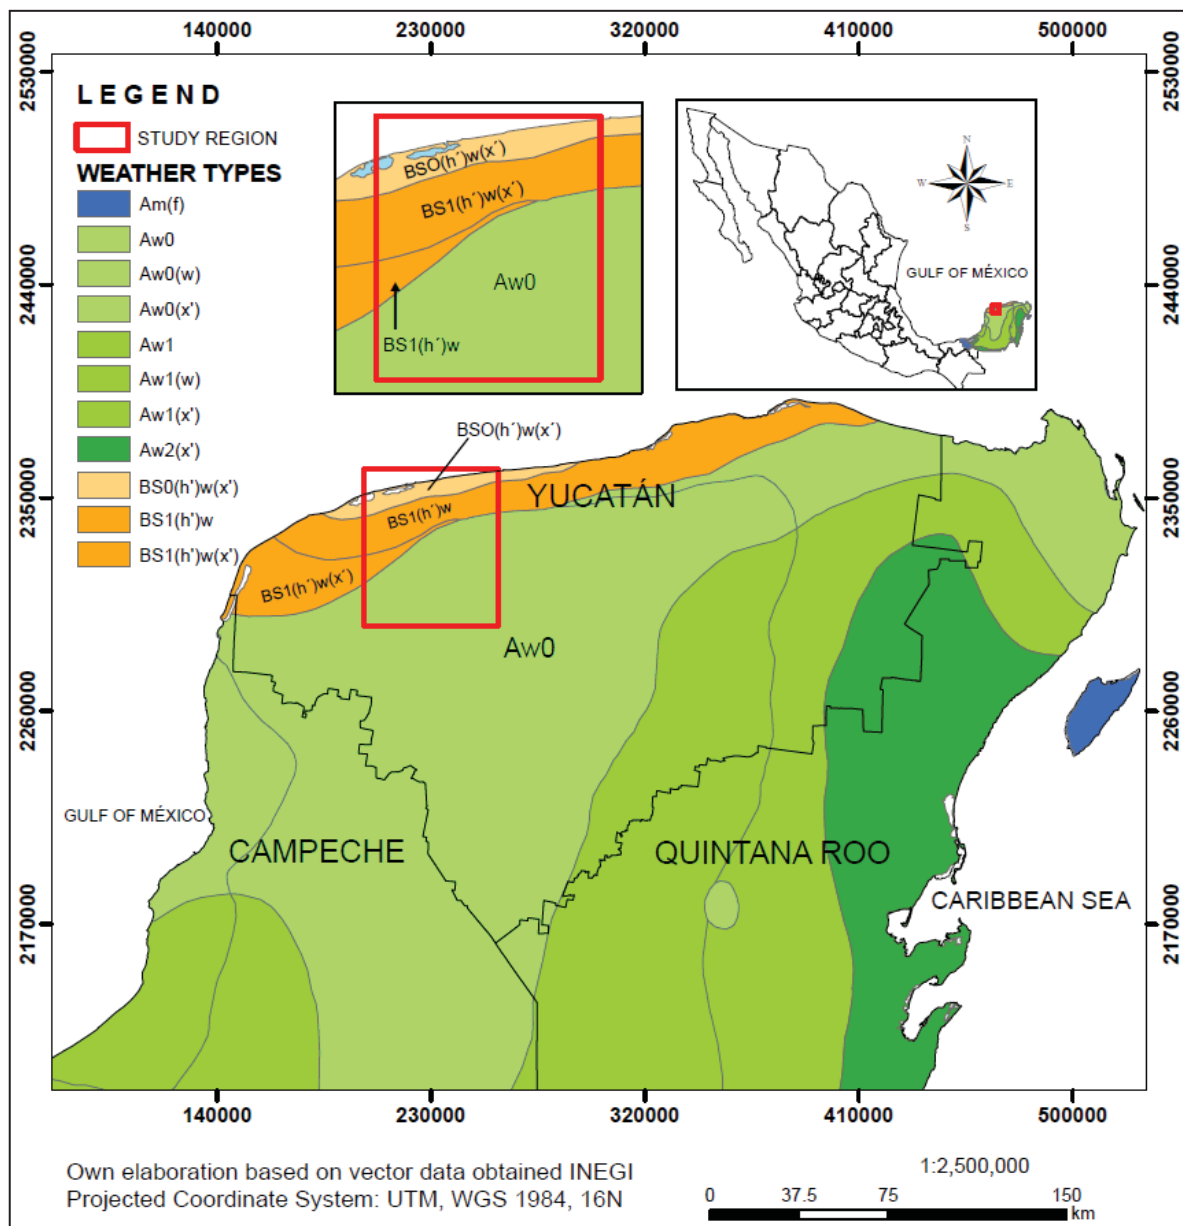 140000 230000 320000 410000 500000
2530000
2440000
2350000
2260000
2170000
2530000
2440000
2350000
2260000
2170000
LEGEND
STUDY REGION
WEATHER TYPES
Am(f)
Aw0
Aw0(w)
Aw0(x')
Aw1
Aw1(w)
Aw1(x')
Aw2(x')
BS0(h')w(x')
BS1(h')w
BS1(h')w(x')
BSO(h´)w(x´)
BS1(h´)w(x´)
Aw0
BS1(h´)w
N
W E
S
GULF OF MÉXICO
BSO(h´)w(x´)
YUCATÁN
BS1(h´)w
BS1(h´)w(x´)
Aw0
GULF OF MÉXICO
CAMPECHE
QUINTANA ROO
CARIBBEAN SEA
140000 230000 320000 410000 500000
Own elaboration based on vector data obtained INEGI
Projected Coordinate System: UTM, WGS 1984, 16N
1:2,500,000
0 37.5 75 150
km